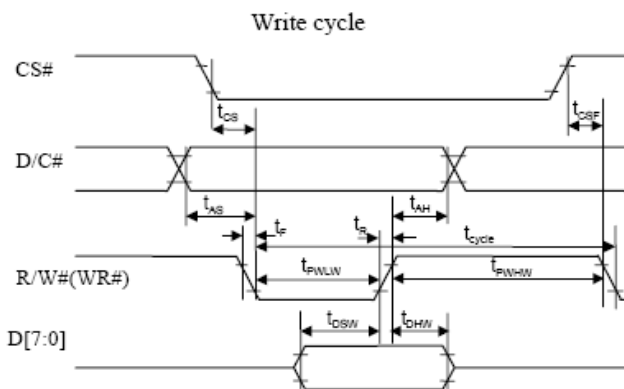 Write cycle
CS#
tCS
tCSF
D/C#
tAS
tF
tR
tAH
tcycle
R/W#(WR#)
tPWLW
tPWHW
D[7:0]
tDSW
tDHW